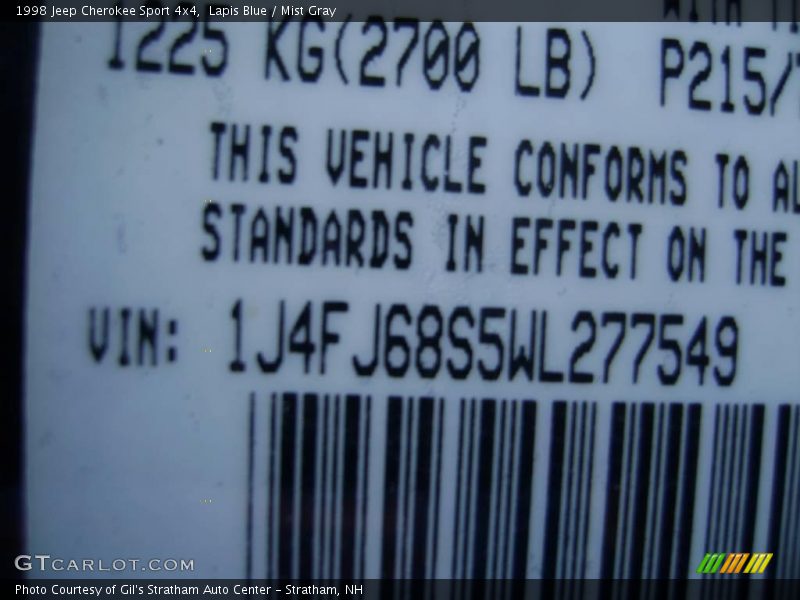 1998 Jeep Cherokee Sport 4x4, Lapis Blue / Mist Gray
1225 KG(2700 LB) P215/
THIS VEHICLE CONFORMS TO
STANDARDS IN EFFECT ON THE
VIN: 1J4FJ68S5WL277549
GTCARLOT.COM
Photo Courtesy of Gil's Stratham Auto Center - Stratham, NH